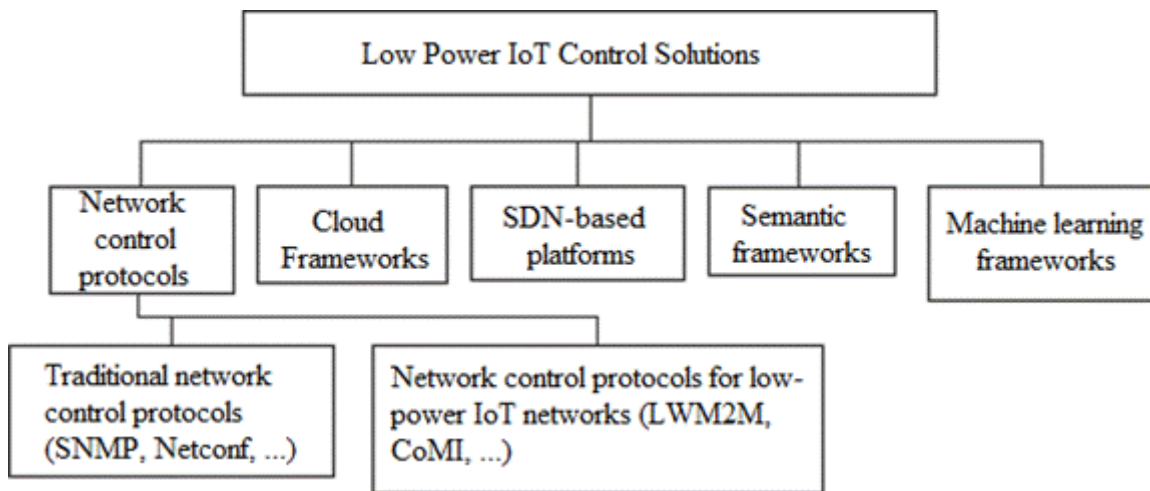 Low Power IoT Control Solutions
Network
control
protocols
Cloud
Frameworks
SDN-based
platforms
Semantic
frameworks
Machine learning
frameworks
Traditional network
control protocols
(SNMP, Netconf, ...)
Network control protocols for low-
power IoT networks (LWM2M,
CoMI, ...)